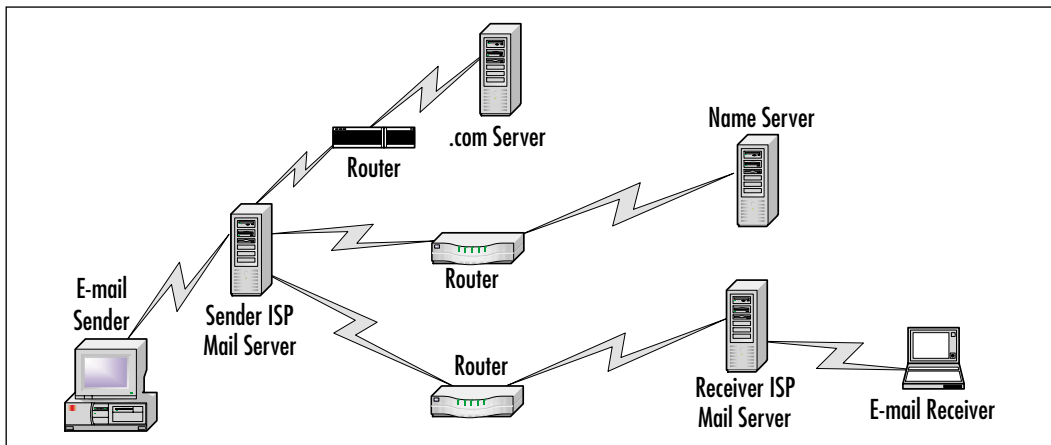 .com Server
Router
Name Server
Router
E-mail
Sender
Sender ISP
Mail Server
Router
Receiver ISP
Mail Server
E-mail Receiver